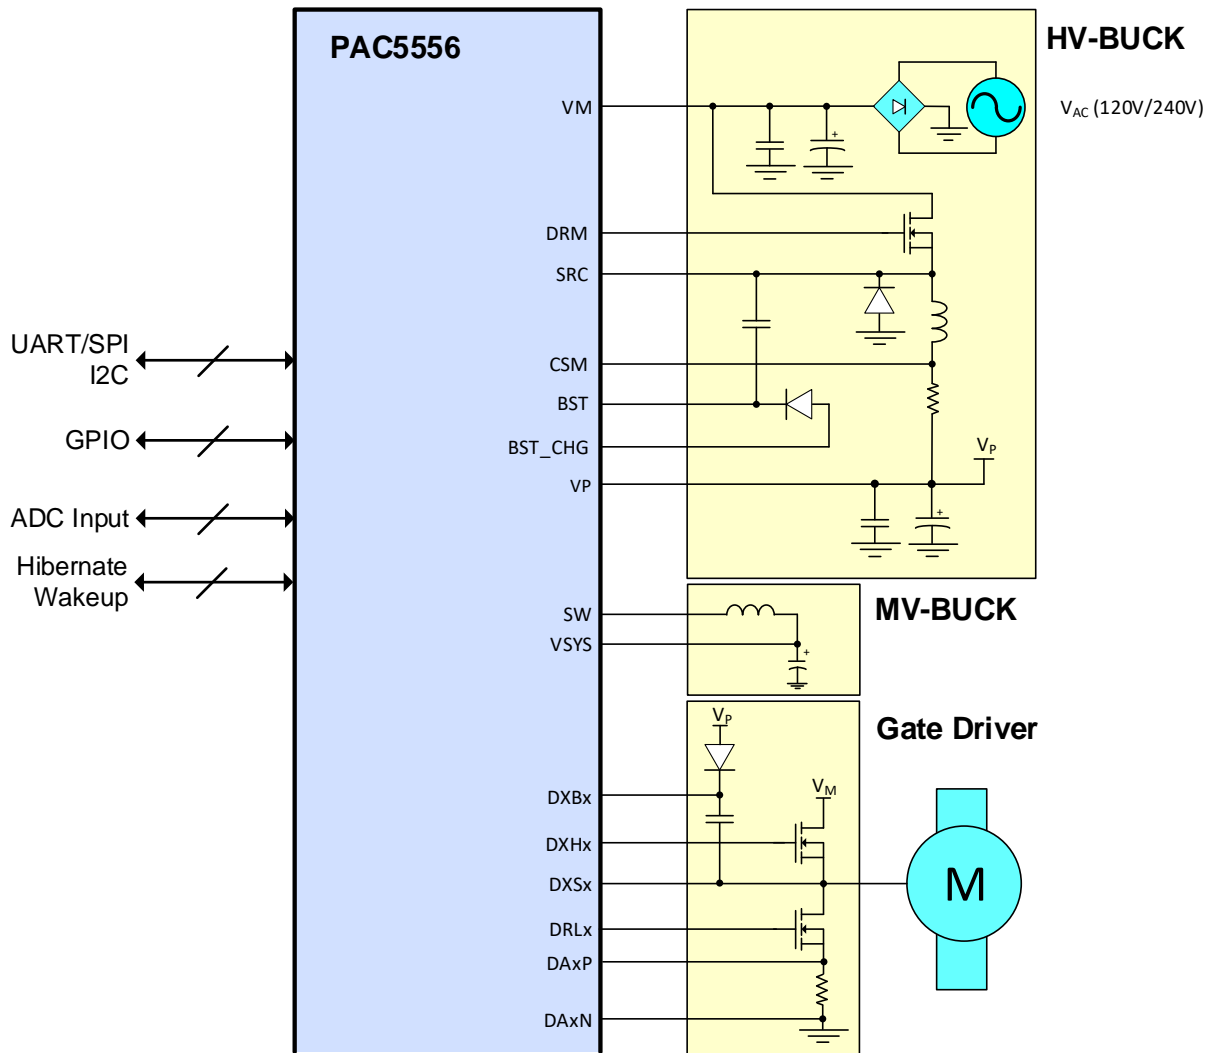 PAC5556
HV-BUCK
VM
VAC (120V/240V)
DRM
SRC
UART/SPI
I2C
CSM
BST
GPIO
BST_CHG
VP
VP
ADC Input
Hibernate
Wakeup
SW
MV-BUCK
VSYS
VP
Gate Driver
VM
DXBx
DXHx
DXSx
M
DRLx
DAxP
DAxN